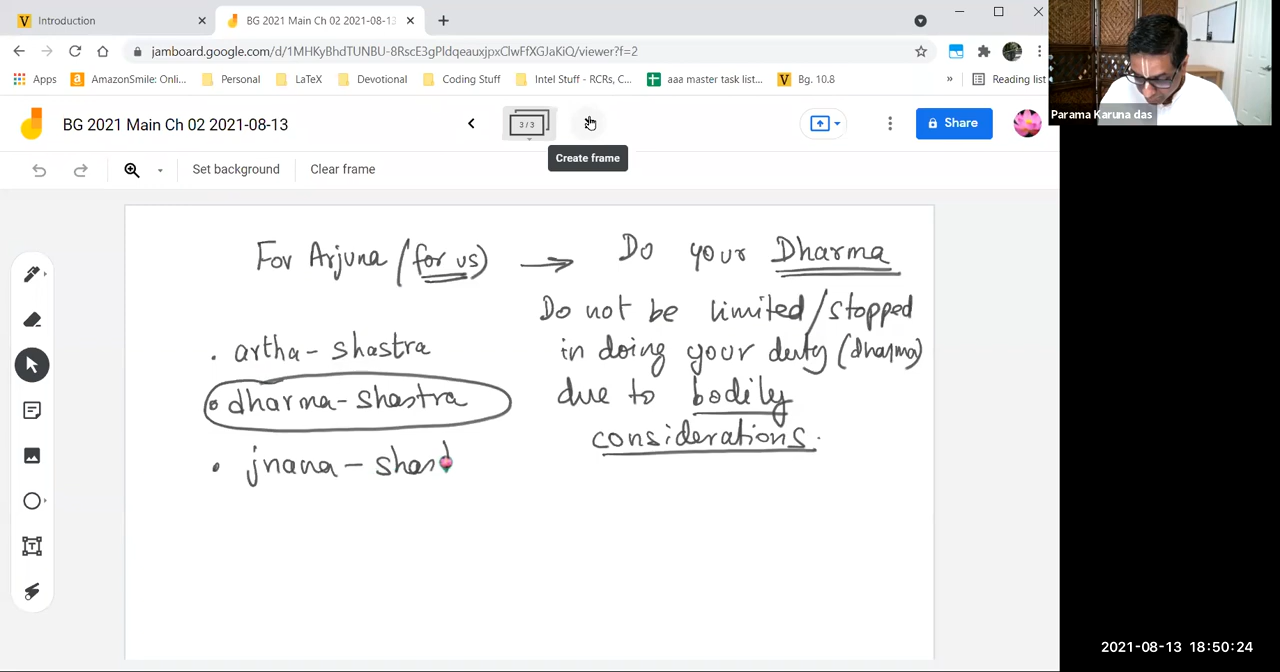 Introduction
BG 2021 Main Ch 02 2021-08-13
jamboard.google.com/d/1MHKyBhdTUNBU-8RscE3gPldqeauxjpxClwFfXGJaKiQ/viewer?f=2
Apps AmazonSmile: Onli... Personal LaTeX Devotional Coding Stuff Intel Stuff - RCRs, C... aaa master task list... Bg. 10.8 » Reading list
Parama Karuna das
BG 2021 Main Ch 02 2021-08-13
3 / 3
Share
Create frame
Set background Clear frame
For Arjuna (for us) → Do your Dharma
Do not be limited/stopped
in doing your duty (dharma)
due to bodily
considerations.
• artha - shastra
• dharma - shastra
• jnana - shast
2021-08-13 18:50:24